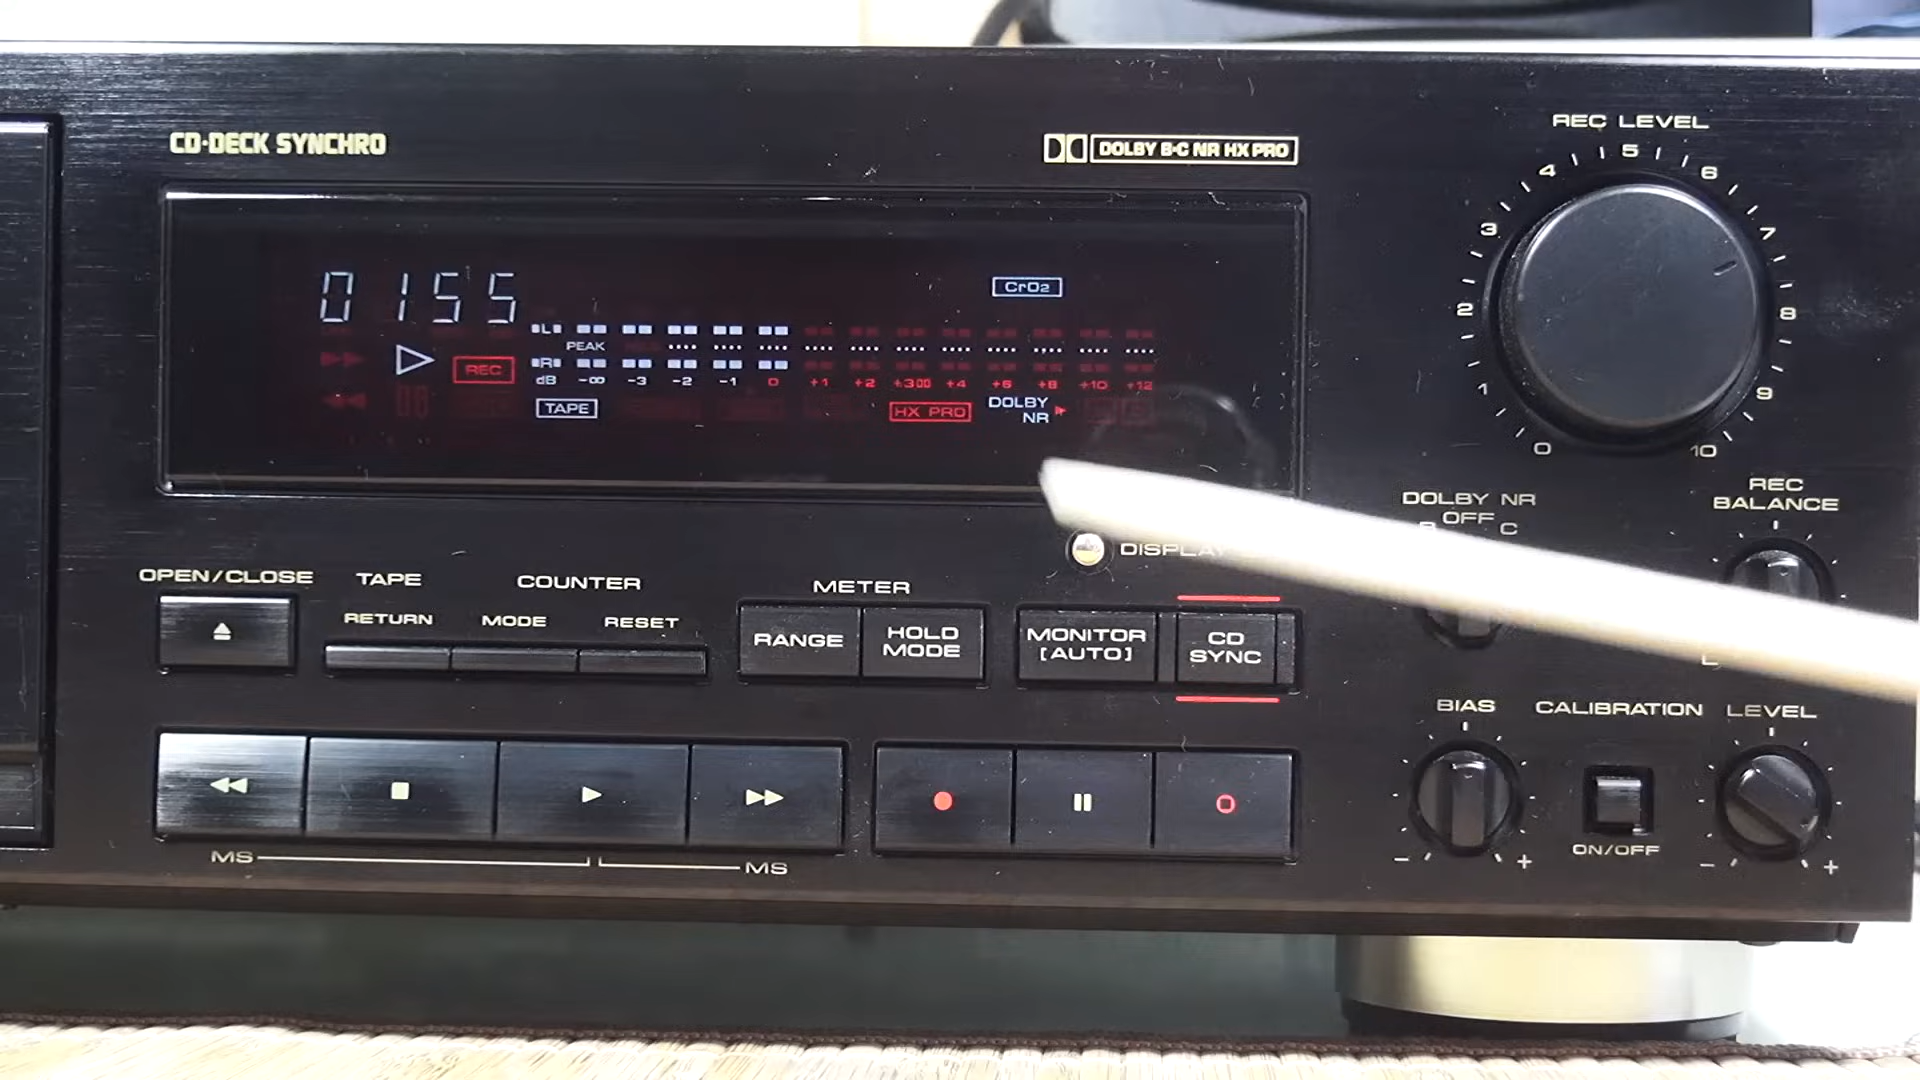 CD·DECK SYNCHRO
DOLBY B·C NR HX PRO
REC LEVEL
0 1 2 3 4 5 6 7 8 9 10
0155
CrO2
L
PEAK
REC
R
dB -∞ -3 -2 -1 0 +1 +2 +3 +4 +6 +8 +10 +12
TAPE
HX PRO
DOLBY
NR
DOLBY NR
OFF
B C
REC
BALANCE
L
DISPLAY
OPEN/CLOSE
TAPE
COUNTER
RETURN
MODE
RESET
METER
RANGE
HOLD
MODE
MONITOR
[AUTO]
CD
SYNC
BIAS
CALIBRATION
LEVEL
- +
ON/OFF
- +
MS
MS